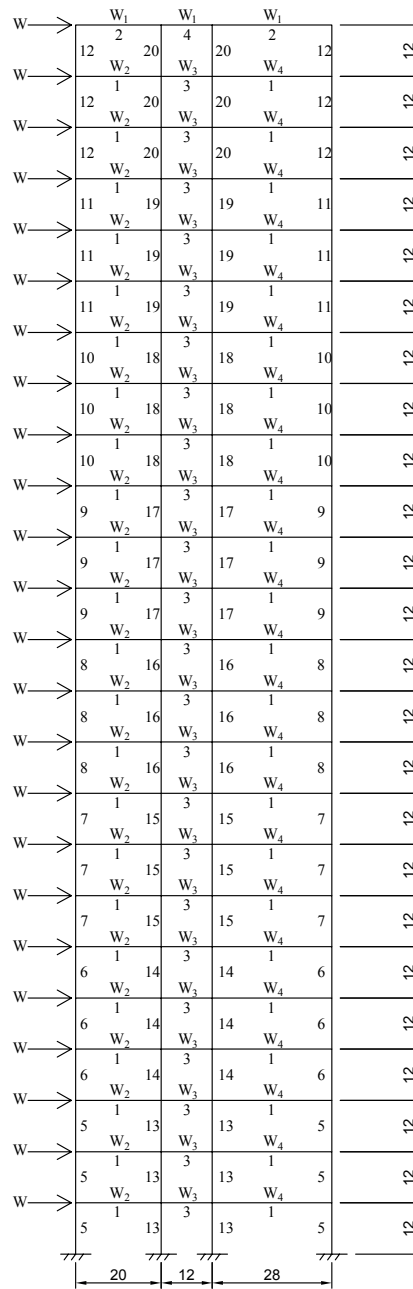 W₁ W₁ W₁
W
2 4 2
12 20 20 12 12
W₂ W₃ W₄
W
1 3 1
12 20 20 12 12
W₂ W₃ W₄
W
1 3 1
12 20 20 12 12
W₂ W₃ W₄
W
1 3 1
11 19 19 11 12
W₂ W₃ W₄
W
1 3 1
11 19 19 11 12
W₂ W₃ W₄
W
1 3 1
11 19 19 11 12
W₂ W₃ W₄
W
1 3 1
10 18 18 10 12
W₂ W₃ W₄
W
1 3 1
10 18 18 10 12
W₂ W₃ W₄
W
1 3 1
10 18 18 10 12
W₂ W₃ W₄
W
1 3 1
9 17 17 9 12
W₂ W₃ W₄
W
1 3 1
9 17 17 9 12
W₂ W₃ W₄
W
1 3 1
9 17 17 9 12
W₂ W₃ W₄
W
1 3 1
8 16 16 8 12
W₂ W₃ W₄
W
1 3 1
8 16 16 8 12
W₂ W₃ W₄
W
1 3 1
8 16 16 8 12
W₂ W₃ W₄
W
1 3 1
7 15 15 7 12
W₂ W₃ W₄
W
1 3 1
7 15 15 7 12
W₂ W₃ W₄
W
1 3 1
7 15 15 7 12
W₂ W₃ W₄
W
1 3 1
6 14 14 6 12
W₂ W₃ W₄
W
1 3 1
6 14 14 6 12
W₂ W₃ W₄
W
1 3 1
6 14 14 6 12
W₂ W₃ W₄
W
1 3 1
5 13 13 5 12
W₂ W₃ W₄
W
1 3 1
5 13 13 5 12
W₂ W₃ W₄
W
1 3 1
5 13 13 5 12
20 12 28